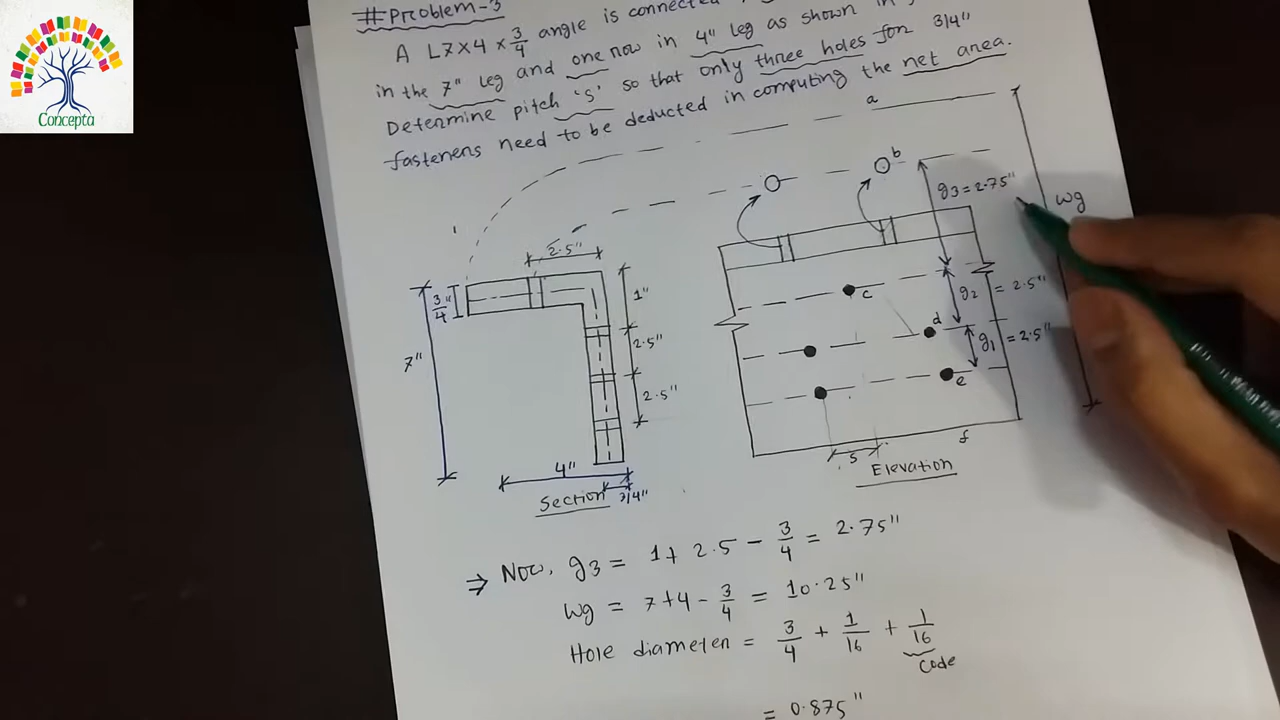 Concepta
#Problem-3
A L7×4×3/4 angle is connected
in the 7" leg and one row in 4" leg as shown in
Determine pitch 's' so that only three holes for 3/4"
fasteners need to be deducted in computing the net area.
a
b
g3=2.75"
wg
2.5"
3/4"
1"
c
g2 = 2.5"
7"
2.5"
d
g1 = 2.5"
2.5"
e
4"
s
f
Section
3/4"
Elevation
⇒ Now, g3 = 1+2.5 - 3/4 = 2.75"
wg = 7+4 - 3/4 = 10.25"
Hole diameter = 3/4 + 1/16 + 1/16
Code
= 0.875"